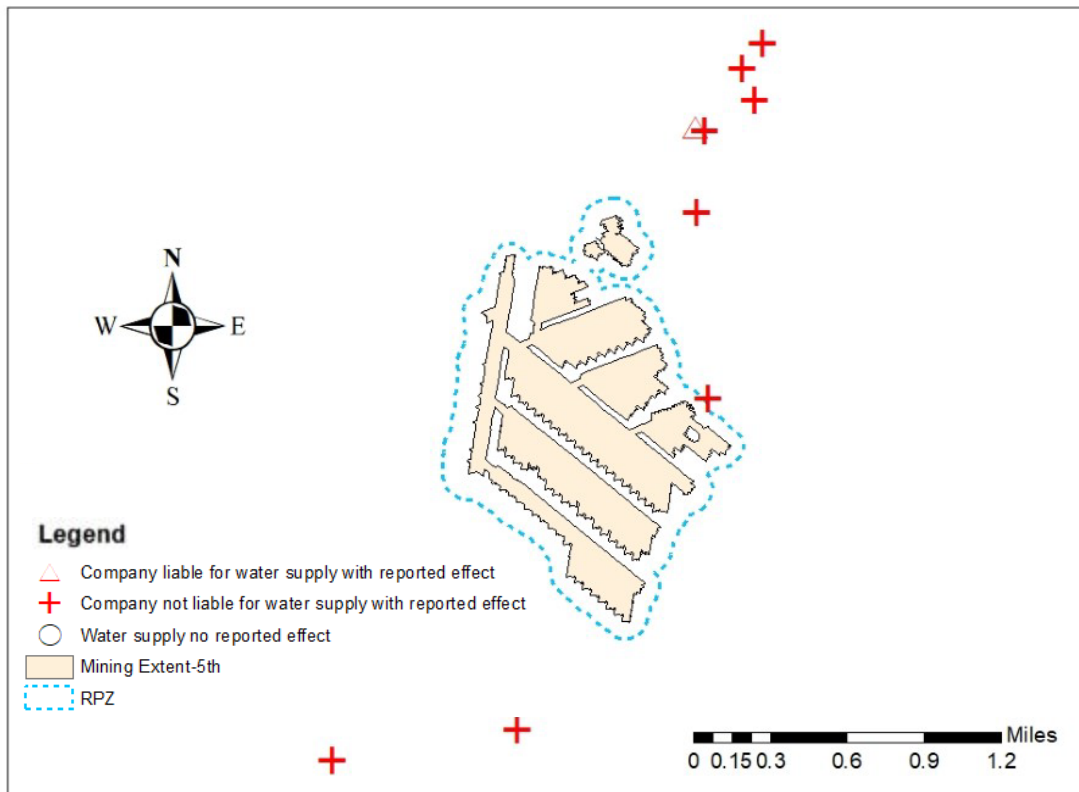 N
W E
S
Legend
Company liable for water supply with reported effect
Company not liable for water supply with reported effect
Water supply no reported effect
Mining Extent-5th
RPZ
Miles
0 0.15 0.3 0.6 0.9 1.2